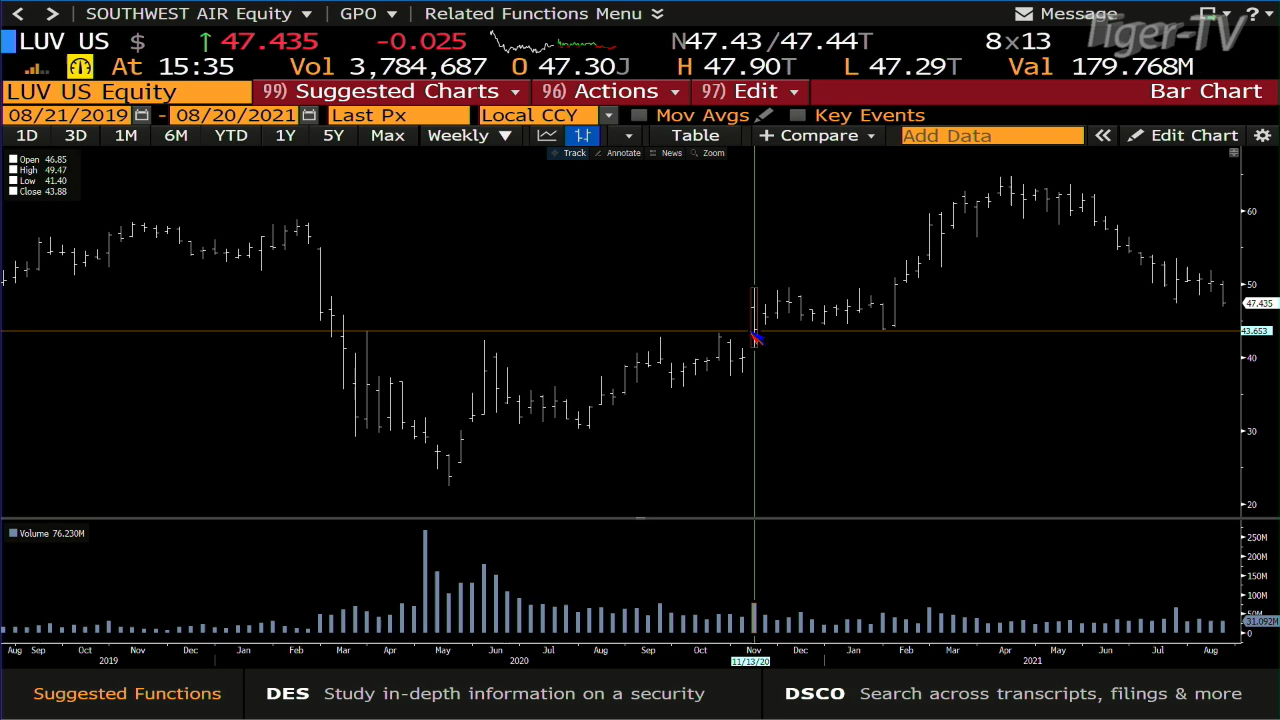 SOUTHWEST AIR Equity GPO Related Functions Menu Message ?
Tiger-TV
LUV US $ ↑ 47.435 -0.025 N47.43/47.44T 8x13
At 15:35 Vol 3,784,687 O 47.30J H 47.90T L 47.29T Val 179.768M
LUV US Equity 99) Suggested Charts 96) Actions 97) Edit Bar Chart
08/21/2019 - 08/20/2021 Last Px Local CCY Mov Avgs Key Events
1D 3D 1M 6M YTD 1Y 5Y Max Weekly ▼ Table + Compare Add Data « Edit Chart
Track Annotate News Zoom
Open 46.85
High 49.47
Low 41.40
Close 43.88
60
50
47.435
43.653
40
30
20
Volume 76.230M
250M
200M
150M
100M
50M
31.092M
0
Aug Sep Oct Nov Dec Jan Feb Mar Apr May Jun Jul Aug Sep Oct Nov Dec Jan Feb Mar Apr May Jun Jul Aug
2019 2020 11/13/20 2021
Suggested Functions DES Study in-depth information on a security DSCO Search across transcripts, filings & more